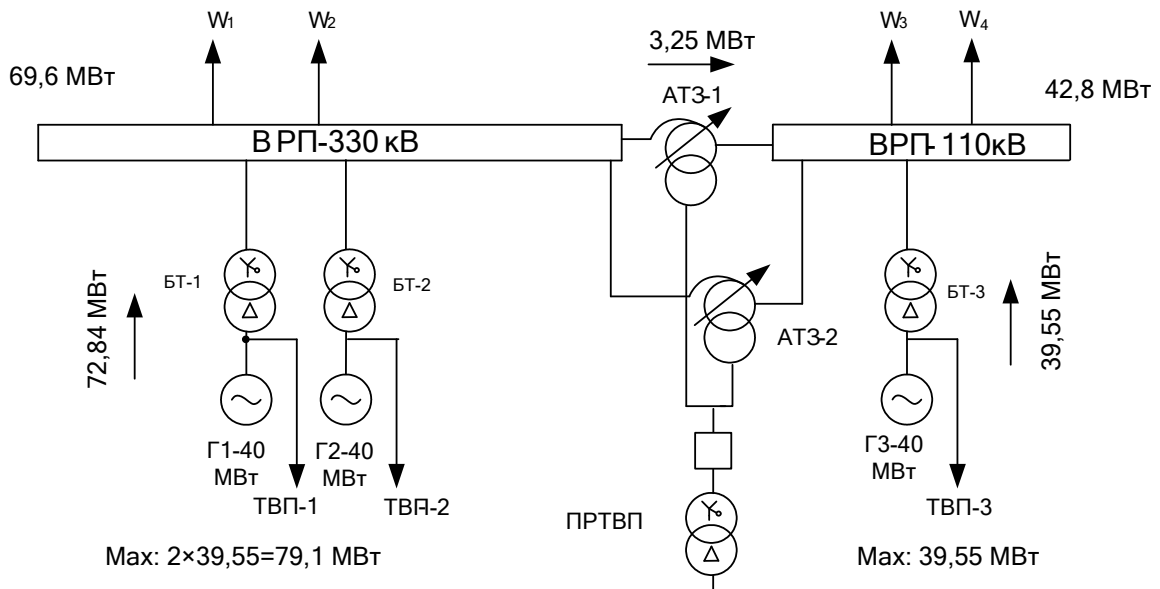 W1
W2
3,25 МВт
W3
W4
69,6 МВт
АТЗ-1
42,8 МВт
ВРП-330 кВ
ВРП-110кВ
72,84 МВт
БТ-1
БТ-2
АТЗ-2
БТ-3
39,55 МВт
Г1-40
МВт
Г2-40
МВт
Г3-40
МВт
ТВП-1
ТВП-2
ПРТВП
ТВП-3
Max: 2×39,55=79,1 МВт
Max: 39,55 МВт